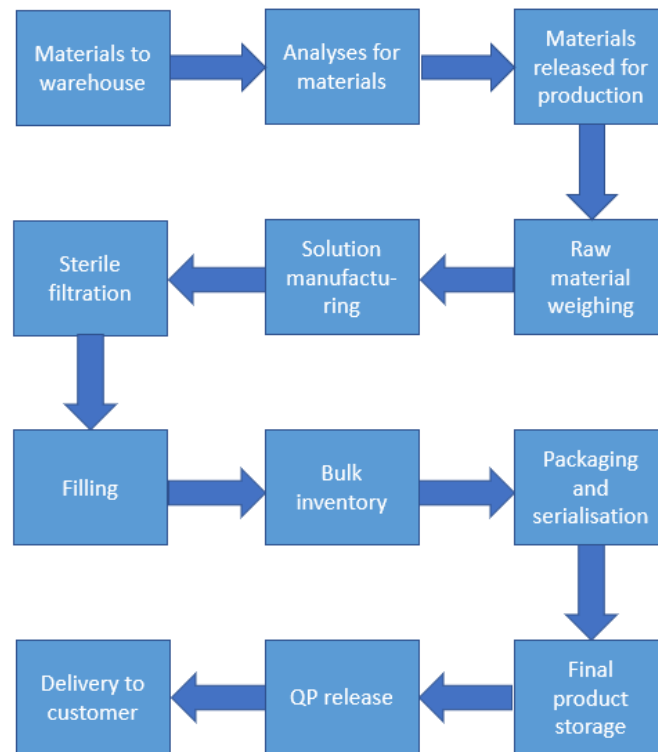 Materials to
warehouse
Analyses for
materials
Materials
released for
production
Raw
material
weighing
Solution
manufactu-
ring
Sterile
filtration
Filling
Bulk
inventory
Packaging
and
serialisation
Final
product
storage
QP release
Delivery to
customer